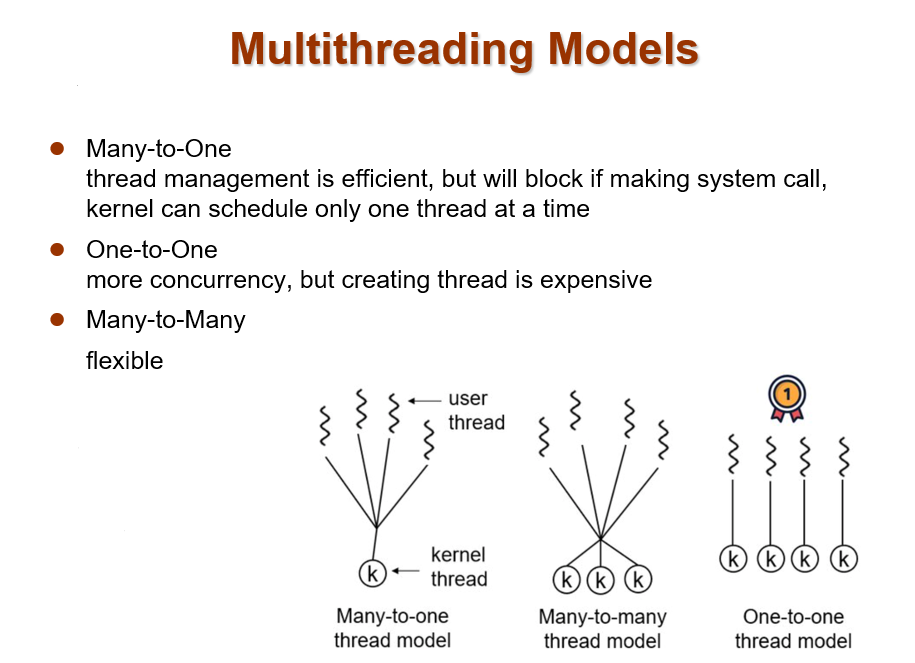 Multithreading Models
Many-to-One
thread management is efficient, but will block if making system call,
kernel can schedule only one thread at a time
One-to-One
more concurrency, but creating thread is expensive
Many-to-Many
flexible
user
thread
1
kernel
thread
k
k k k
k k k k
Many-to-one
thread model
Many-to-many
thread model
One-to-one
thread model